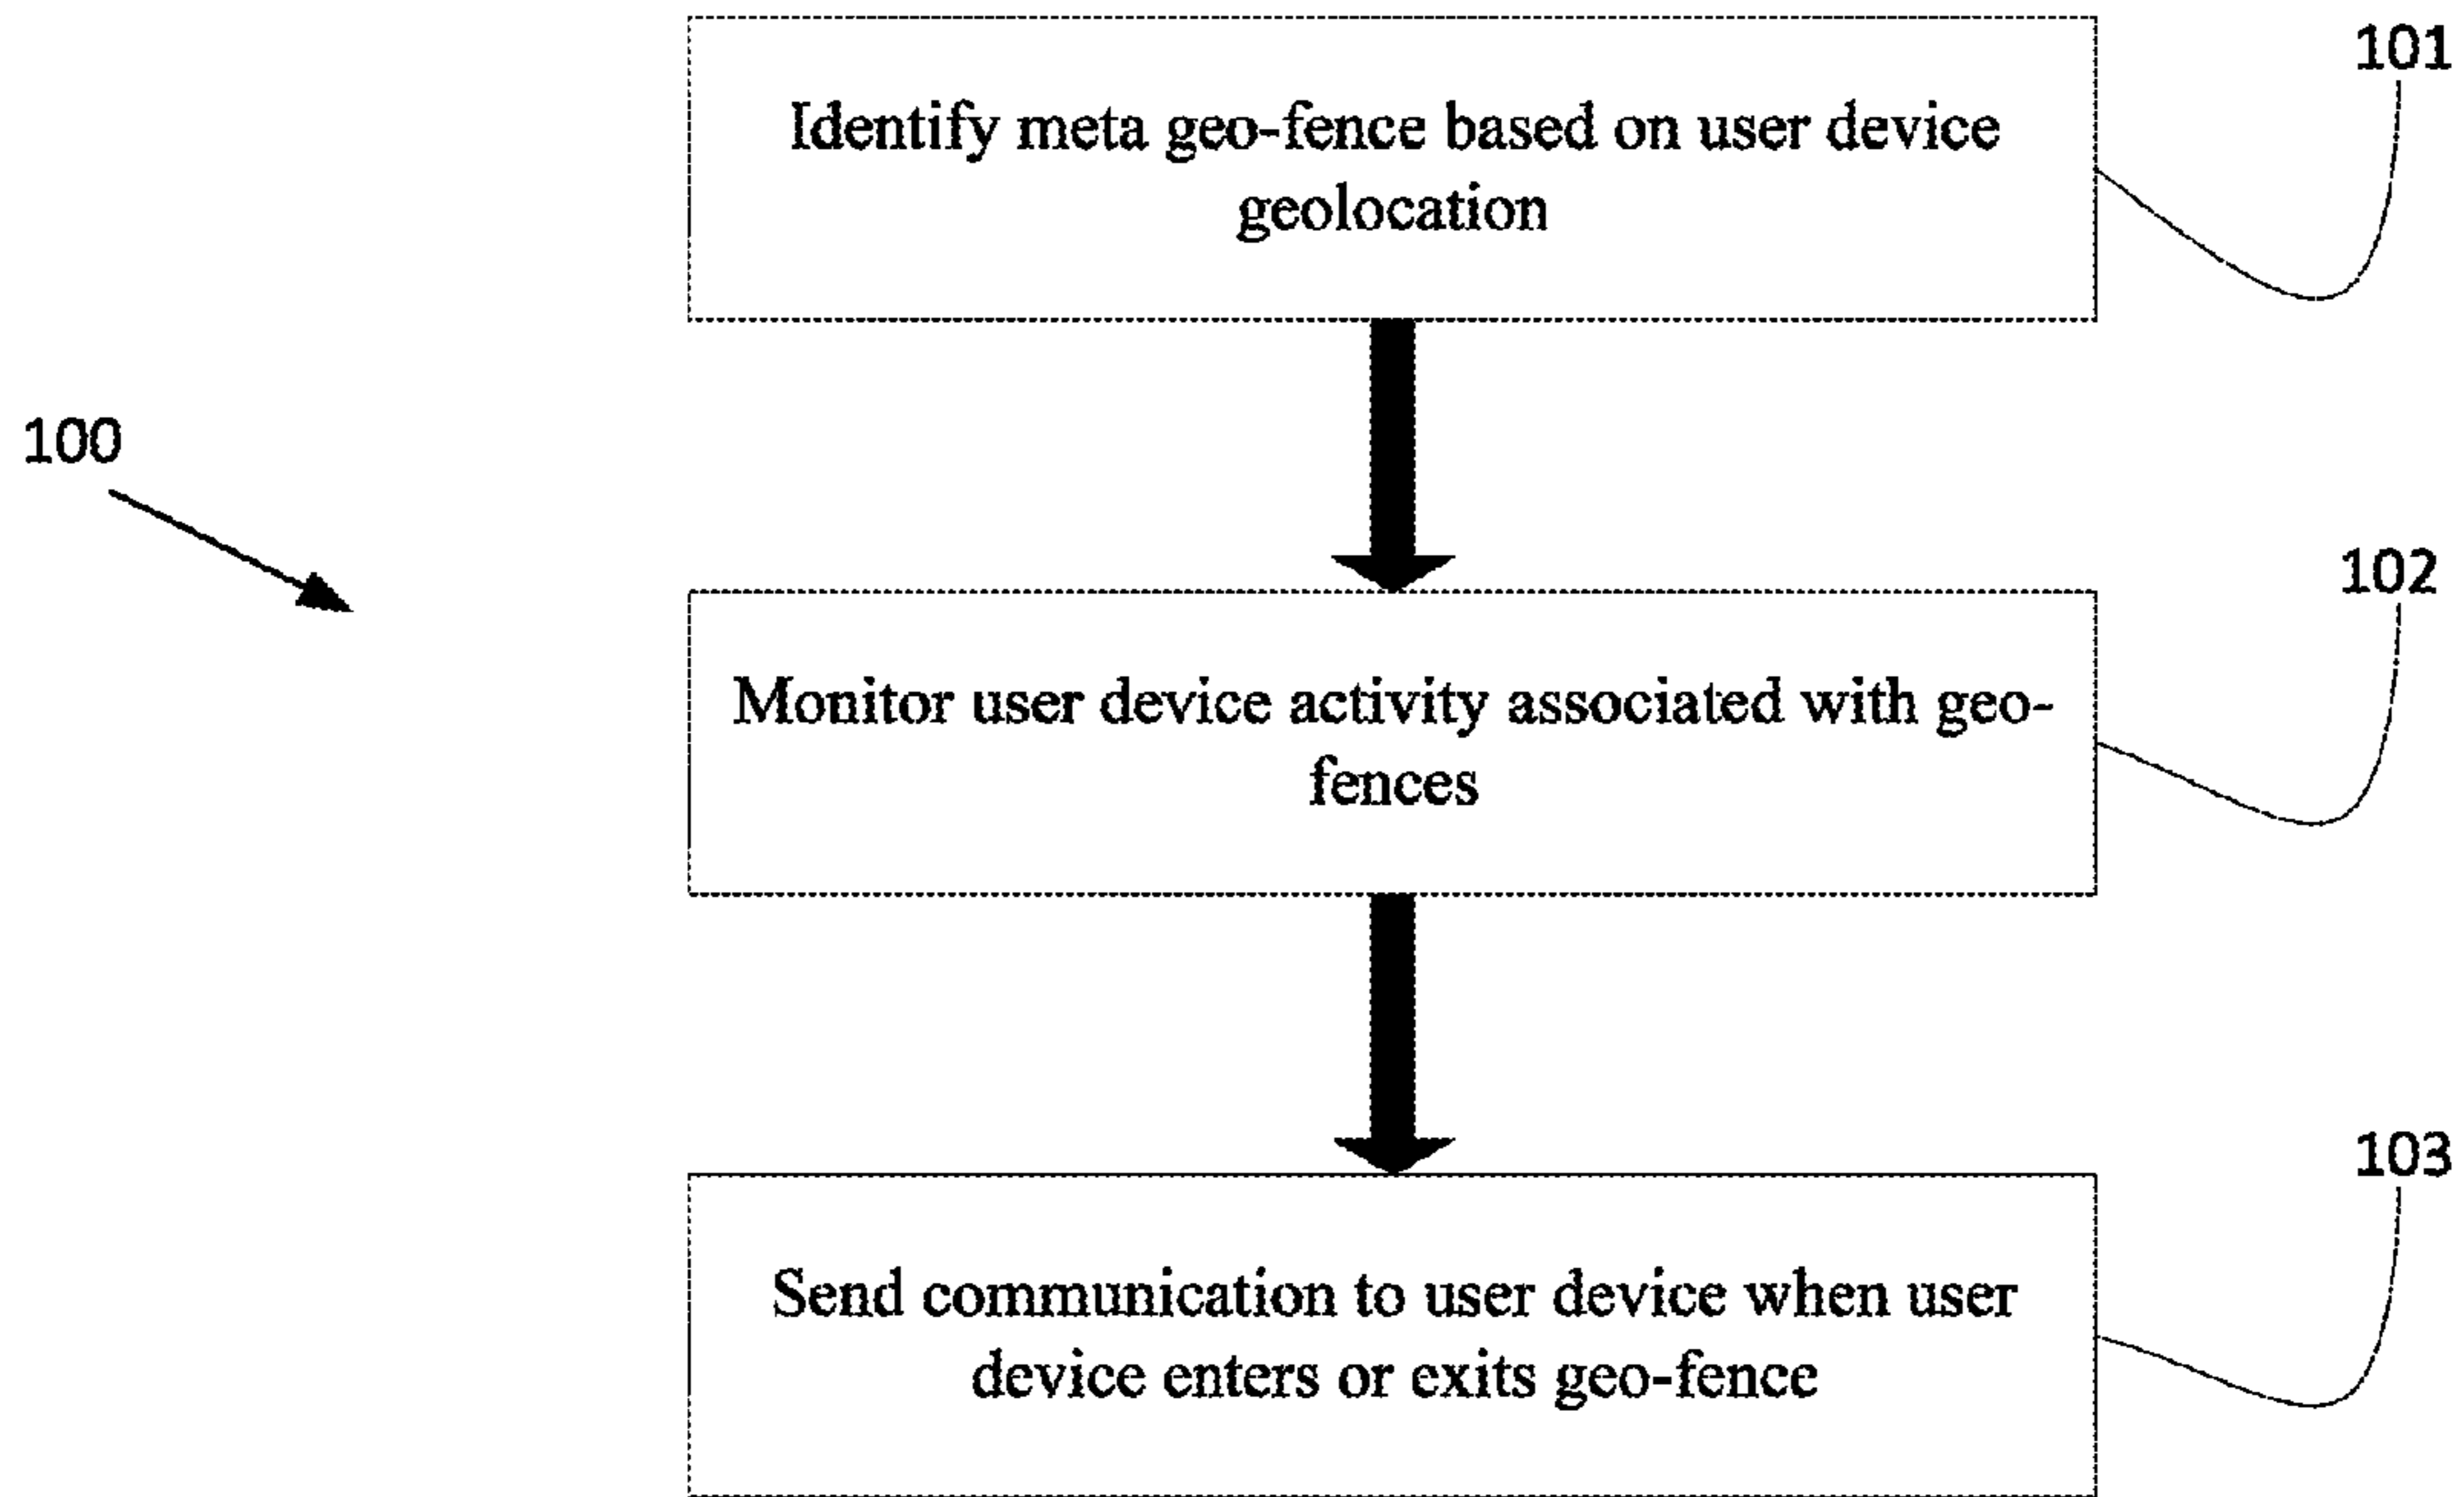 101
Identify meta geo-fence based on user device
geolocation
100
102
Monitor user device activity associated with geo-
fences
103
Send communication to user device when user
device enters or exits geo-fence